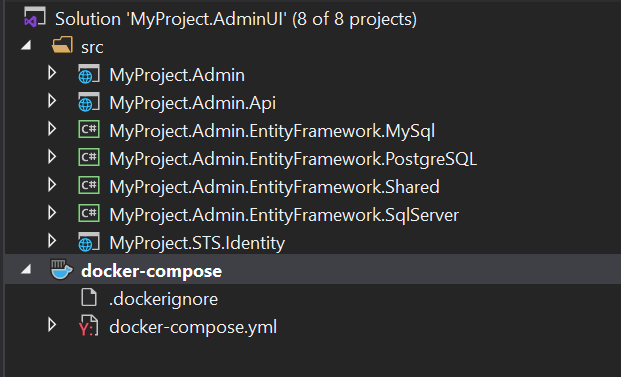 Solution 'MyProject.AdminUI' (8 of 8 projects)
src
MyProject.Admin
MyProject.Admin.Api
C# MyProject.Admin.EntityFramework.MySql
C# MyProject.Admin.EntityFramework.PostgreSQL
C# MyProject.Admin.EntityFramework.Shared
C# MyProject.Admin.EntityFramework.SqlServer
MyProject.STS.Identity
docker-compose
.dockerignore
Y: docker-compose.yml